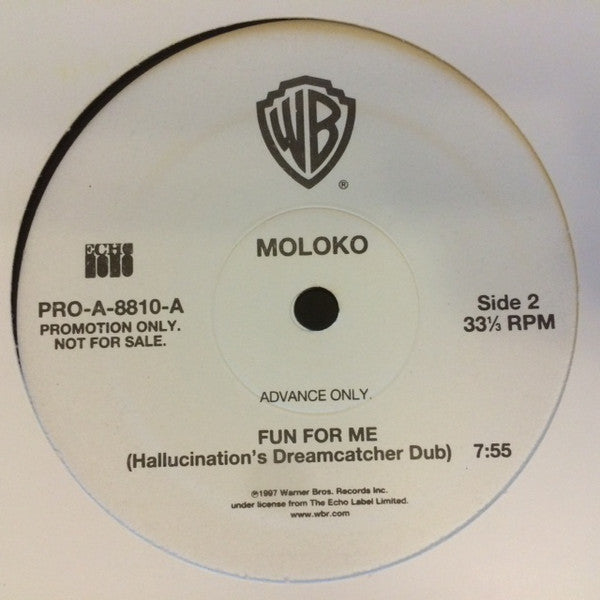 WB
®
MOLOKO
ECHO
PRO-A-8810-A
PROMOTION ONLY.
NOT FOR SALE.
Side 2
33⅓ RPM
ADVANCE ONLY.
FUN FOR ME
(Hallucination's Dreamcatcher Dub) 7:55
℗1997 Warner Bros. Records Inc.
under license from The Echo Label Limited.
www.wbr.com